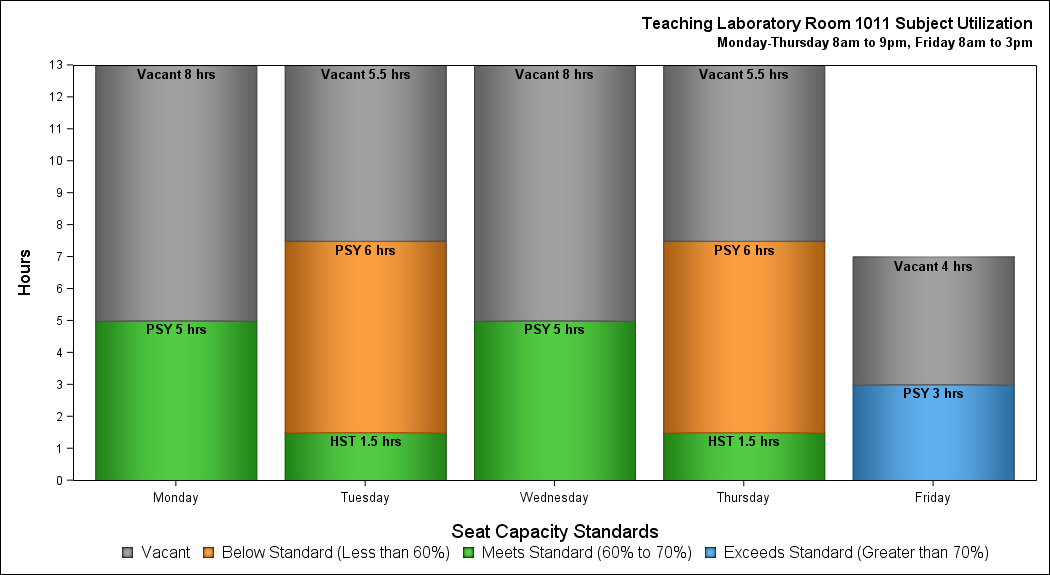 Teaching Laboratory Room 1011 Subject Utilization
Monday-Thursday 8am to 9pm, Friday 8am to 3pm
Hours
13
12
11
10
9
8
7
6
5
4
3
2
1
0
Vacant 8 hrs
PSY 5 hrs
Vacant 5.5 hrs
PSY 6 hrs
HST 1.5 hrs
Vacant 8 hrs
PSY 5 hrs
Vacant 5.5 hrs
PSY 6 hrs
HST 1.5 hrs
Vacant 4 hrs
PSY 3 hrs
Monday Tuesday Wednesday Thursday Friday
Seat Capacity Standards
Vacant Below Standard (Less than 60%) Meets Standard (60% to 70%) Exceeds Standard (Greater than 70%)